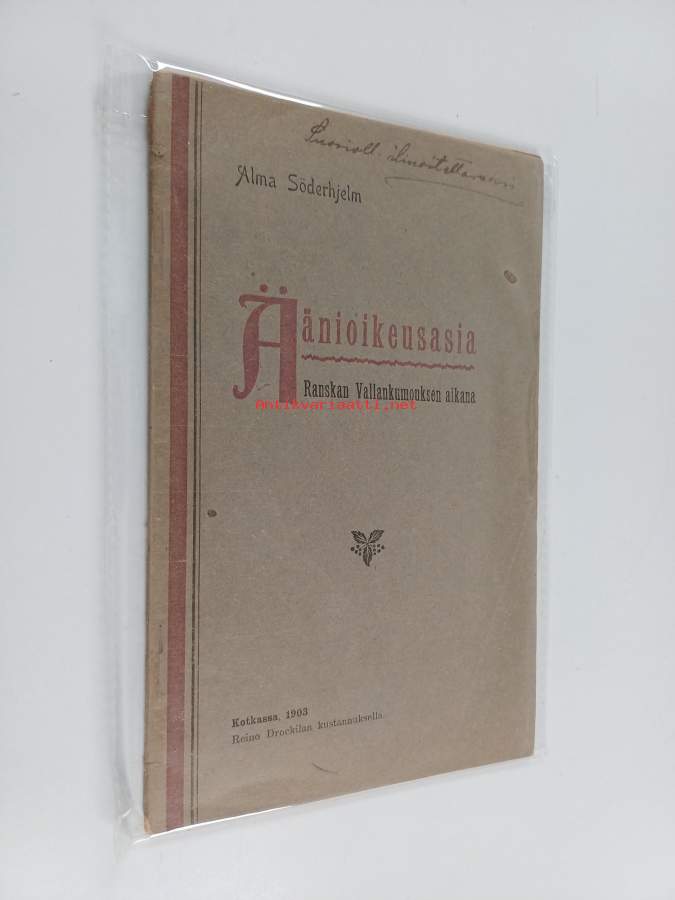 Alma Söderhjelm
Äänioikeusasia
Ranskan Vallankumouksen aikana
Antikvariaatti.net
Kotkassa, 1903
Reino Drockilan kustannuksella.